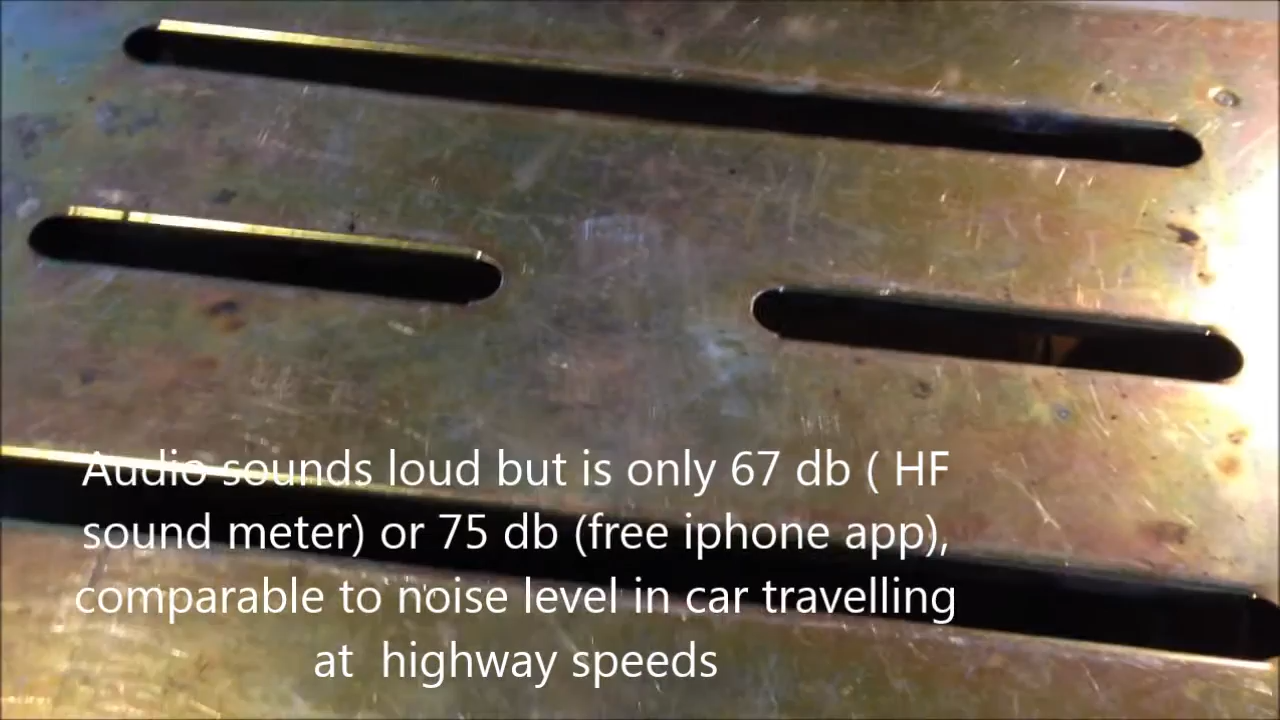 Audio sounds loud but is only 67 db ( HF
sound meter) or 75 db (free iphone app),
comparable to noise level in car travelling
at  highway speeds